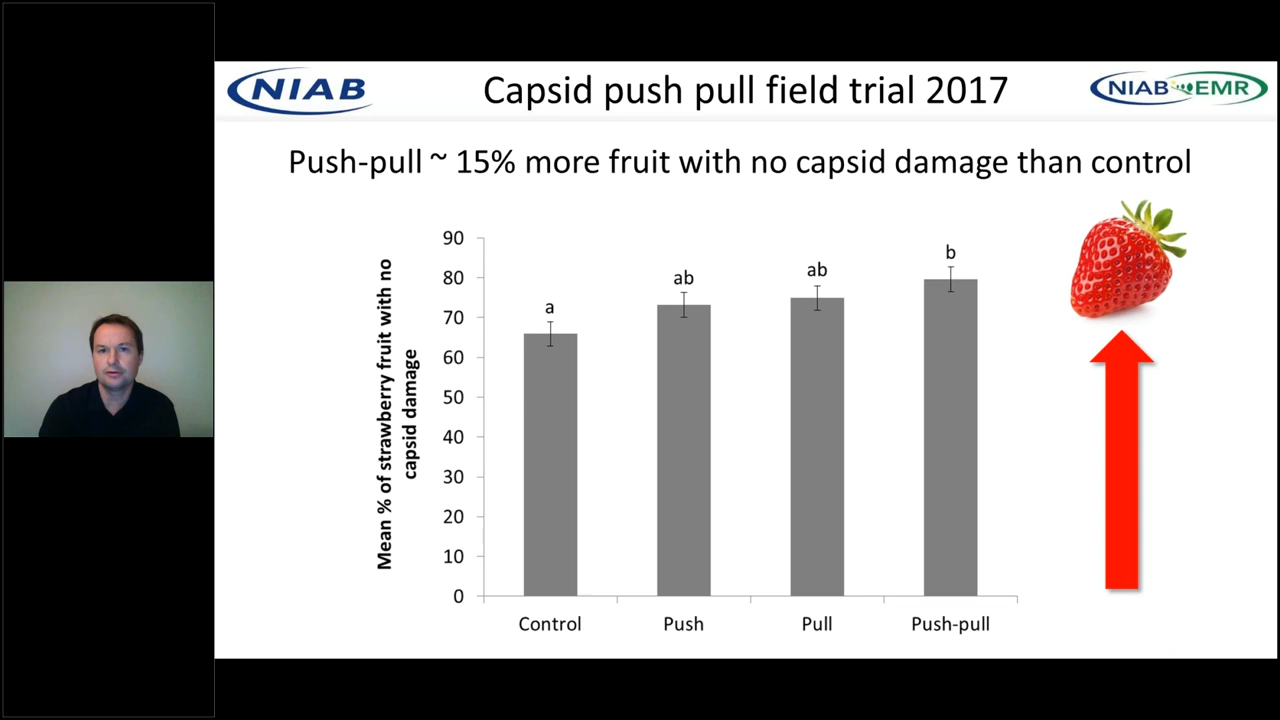 NIAB
Capsid push pull field trial 2017
NIAB EMR
Push-pull ~ 15% more fruit with no capsid damage than control
Mean % of strawberry fruit with no
capsid damage
90
80
70
60
50
40
30
20
10
0
a
ab
ab
b
Control
Push
Pull
Push-pull